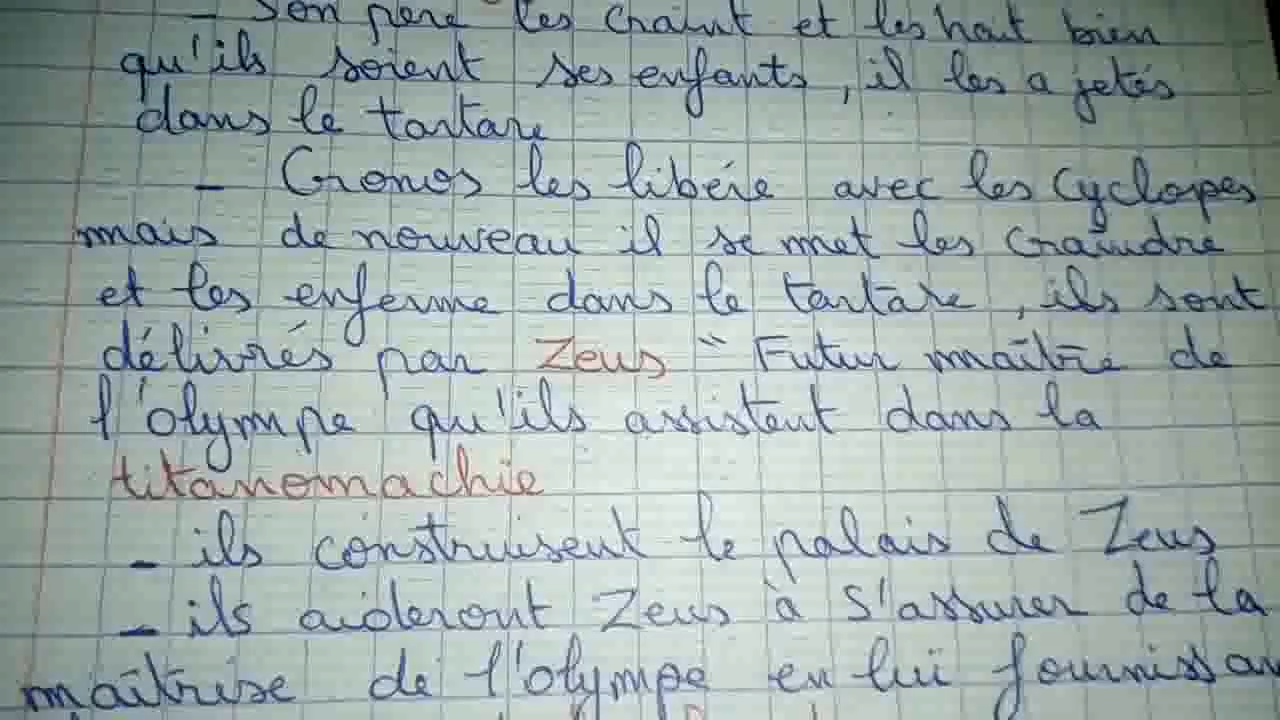 - Son père les craint et les hait bien
qu'ils soient ses enfants, il les a jetés
dans le tartare
- Cronos les libére avec les Cyclopes
mais de nouveau il se met les craindre
et les enferme dans le tartare, ils sont
délivrés par Zeus " Futur maître de
l'olympe qu'ils assistent dans la
titanomachie
- ils construisent le palais de Zeus
- ils aideront Zeus à s'assurer de la
maîtrise de l'olympe en lui fournissan